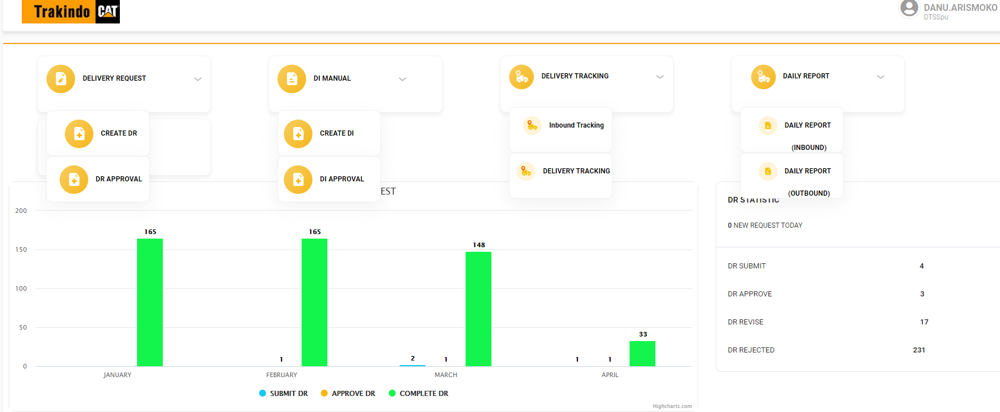 Trakindo CAT
DANU.ARISMOKO
DTSSpu
DELIVERY REQUEST
DI MANUAL
DELIVERY TRACKING
DAILY REPORT
CREATE DR
CREATE DI
Inbound Tracking
DAILY REPORT
(INBOUND)
DR APPROVAL
DI APPROVAL
DELIVERY TRACKING
DAILY REPORT
(OUTBOUND)
EST
200
150
100
50
0
165
1
165
2
1
148
1
1
33
JANUARY
FEBRUARY
MARCH
APRIL
SUBMIT DR
APPROVE DR
COMPLETE DR
Highcharts.com
DR STATISTIC
0 NEW REQUEST TODAY
DR SUBMIT 4
DR APPROVE 3
DR REVISE 17
DR REJECTED 231